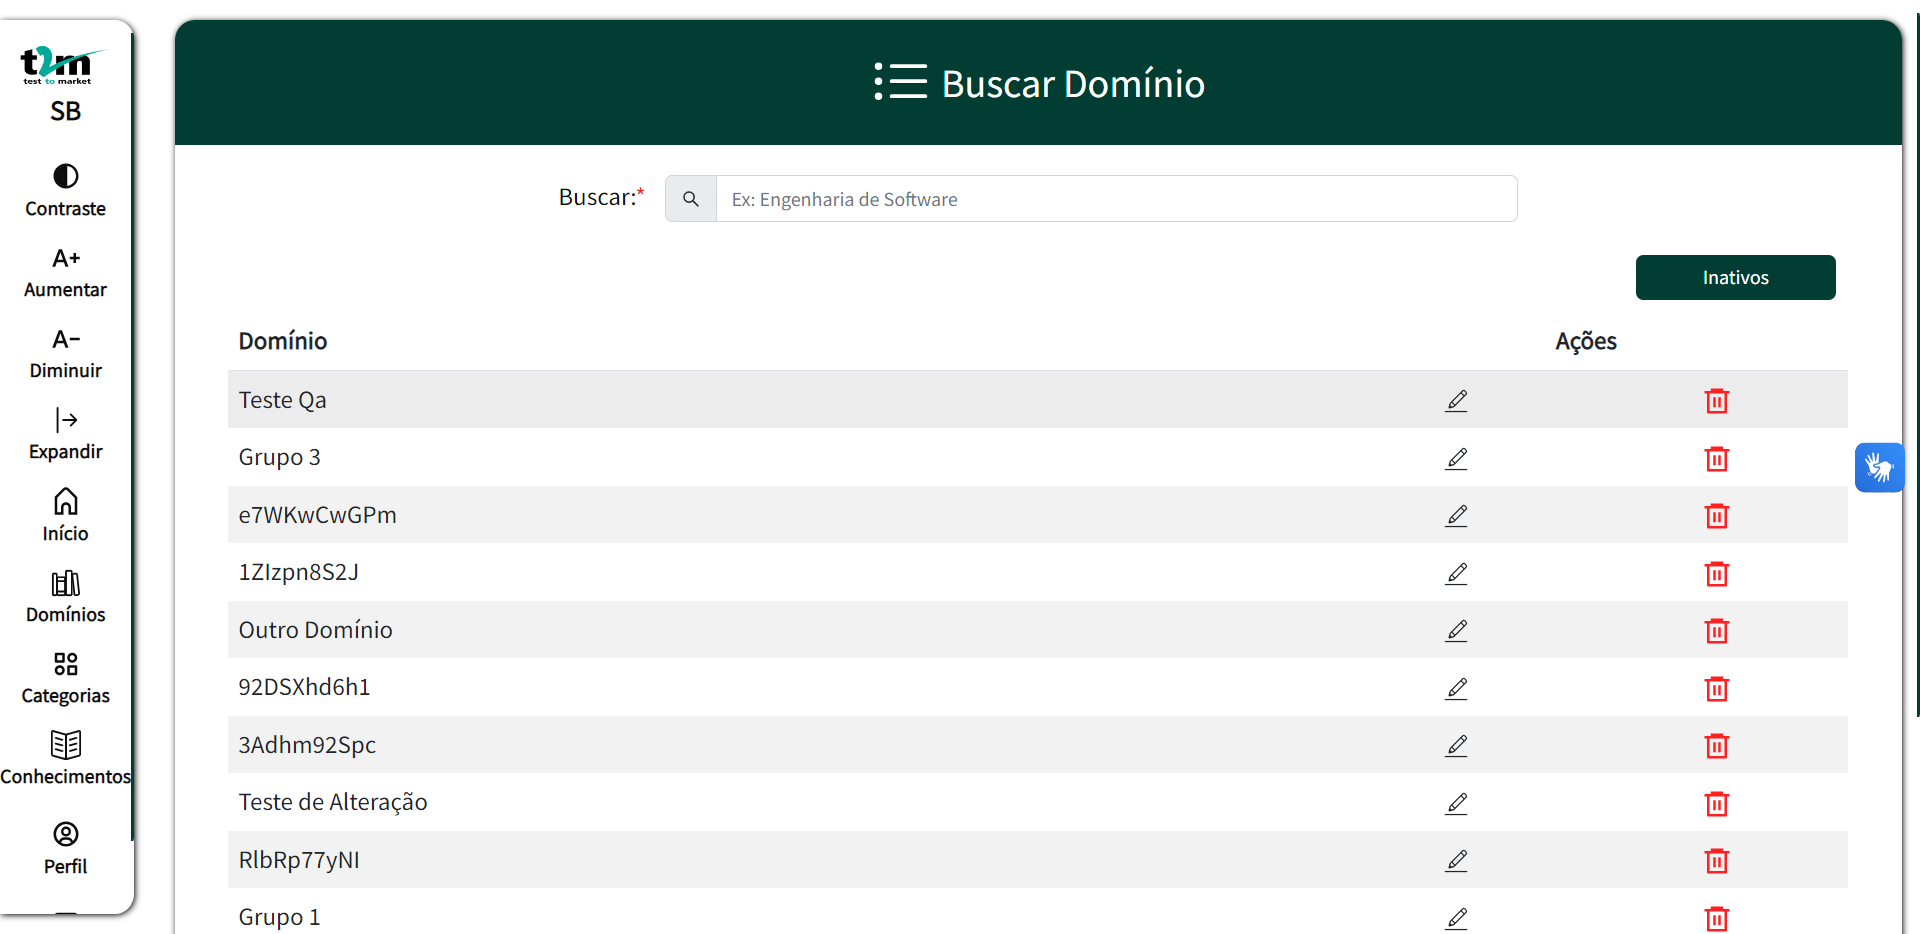 t2m
test to market
SB
Contraste
A+
Aumentar
A-
Diminuir
Expandir
Início
Domínios
Categorias
Conhecimentos
Perfil
Buscar Domínio
Buscar:*
Ex: Engenharia de Software
Inativos
Domínio Ações
Teste Qa
Grupo 3
e7WKwCwGPm
1ZIzpn8S2J
Outro Domínio
92DSXhd6h1
3Adhm92Spc
Teste de Alteração
RlbRp77yNI
Grupo 1